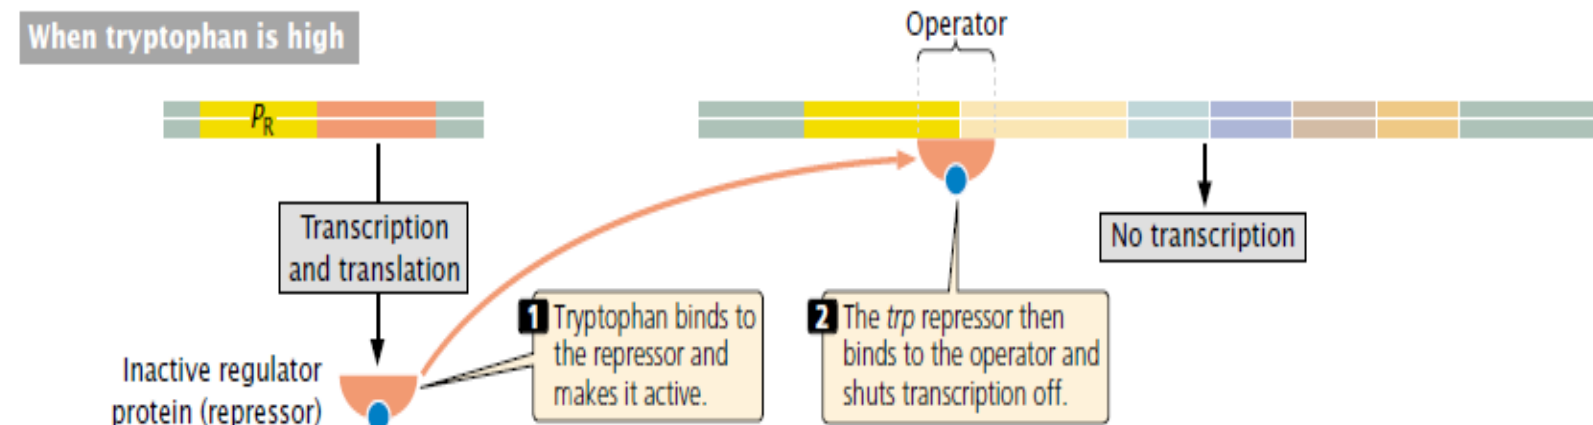 When tryptophan is high
Operator
PR
Transcription
and translation
No transcription
1 Tryptophan binds to
the repressor and
makes it active.
2 The trp repressor then
binds to the operator and
shuts transcription off.
Inactive regulator
protein (repressor)